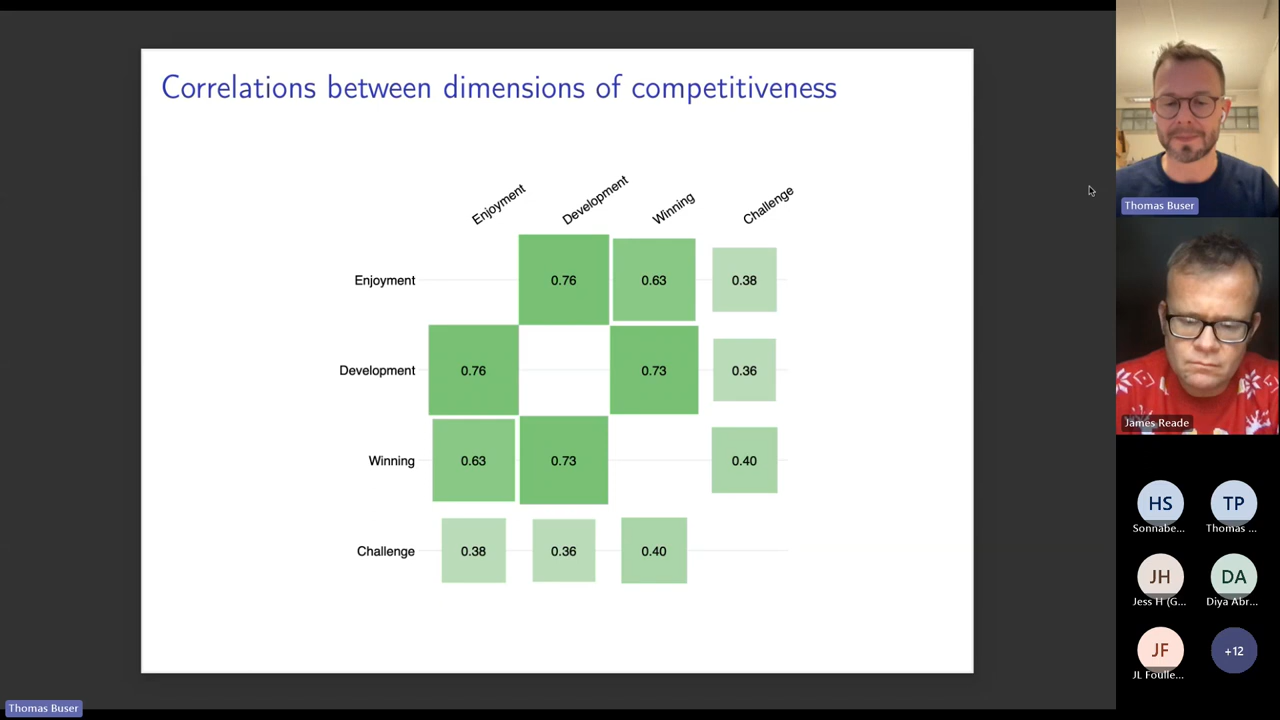 Correlations between dimensions of competitiveness
Enjoyment Development Winning Challenge
Enjoyment 0.76 0.63 0.38
Development 0.76 0.73 0.36
Winning 0.63 0.73 0.40
Challenge 0.38 0.36 0.40
Thomas Buser
James Reade
HS TP
Sonnabe... Thomas ...
JH DA
Jess H (G... Diya Abr...
JF +12
JL Foulle...
Thomas Buser